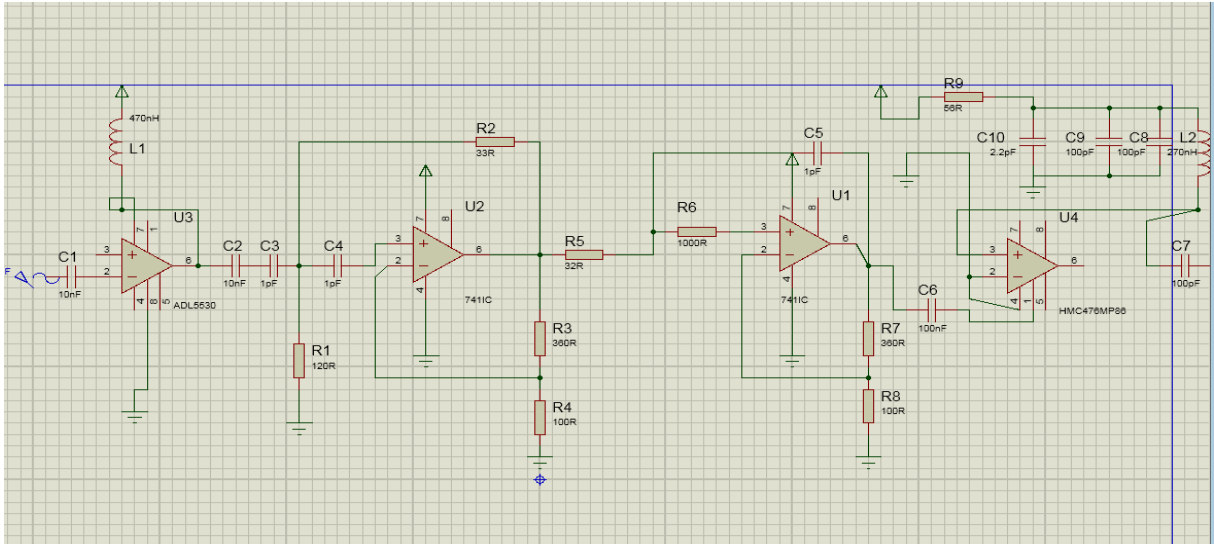 470nH
L1
U3
7
1
3
2
6
4
8
5
ADL5530
F
C1
10nF
C2
10nF
C3
1pF
C4
1pF
R1
120R
R2
33R
U2
7
8
3
2
6
4
741IC
R3
360R
R4
100R
R5
32R
R6
1000R
C5
1pF
U1
7
8
3
2
6
4
741IC
R7
360R
R8
100R
C6
100nF
R9
56R
C10
2.2pF
C9
100pF
C8
100pF
L2
270nH
U4
7
8
3
2
6
4
1
5
HMC476MP86
C7
100pF